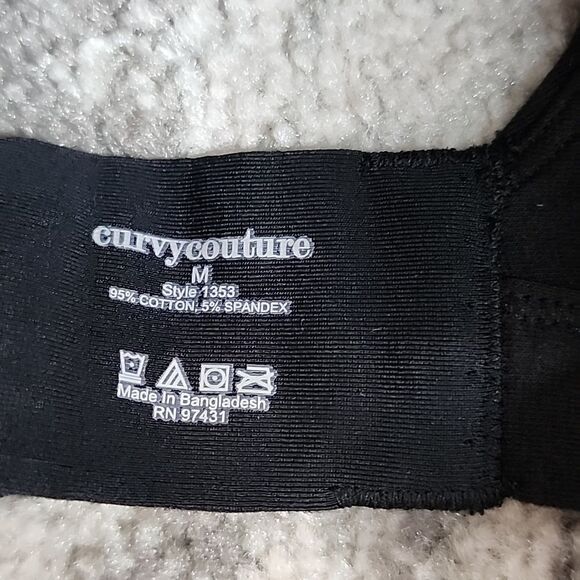 curvycouture
M
Style 1353
95% COTTON, 5% SPANDEX
Made In Bangladesh
RN 97431